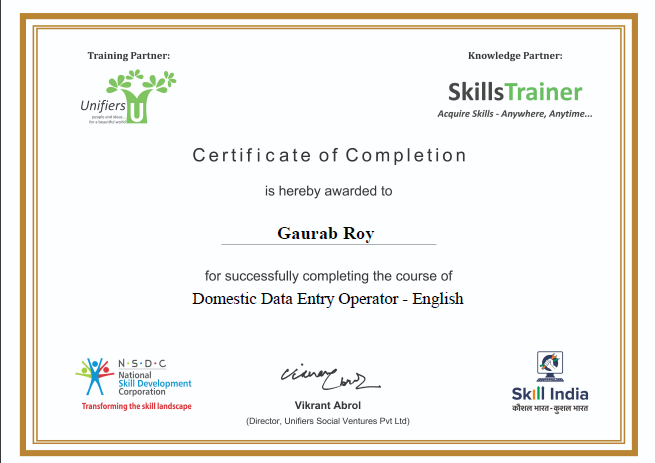 Training Partner:
Knowledge Partner:
Unifiers
people and ideas...
for a beautiful world
U
SkillsTrainer
Acquire Skills - Anywhere, Anytime...
Certificate of Completion
is hereby awarded to
Gaurab Roy
for successfully completing the course of
Domestic Data Entry Operator - English
N·S·D·C
National
Skill Development
Corporation
Transforming the skill landscape
Vikrant Abrol
(Director, Unifiers Social Ventures Pvt Ltd)
Skill India
कौशल भारत - कुशल भारत